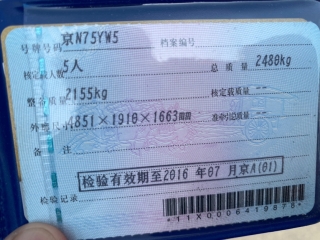 号牌号码 京N75YW5 档案编号
核定载人数 5人 总质量 2480kg
整备质量 2155kg 核定载质量 --
外廓尺寸 4851×1910×1663mm 准牵引总质量 --
备注
检验有效期至2016年07月京A(01)
检验记录
*11X0006419875*